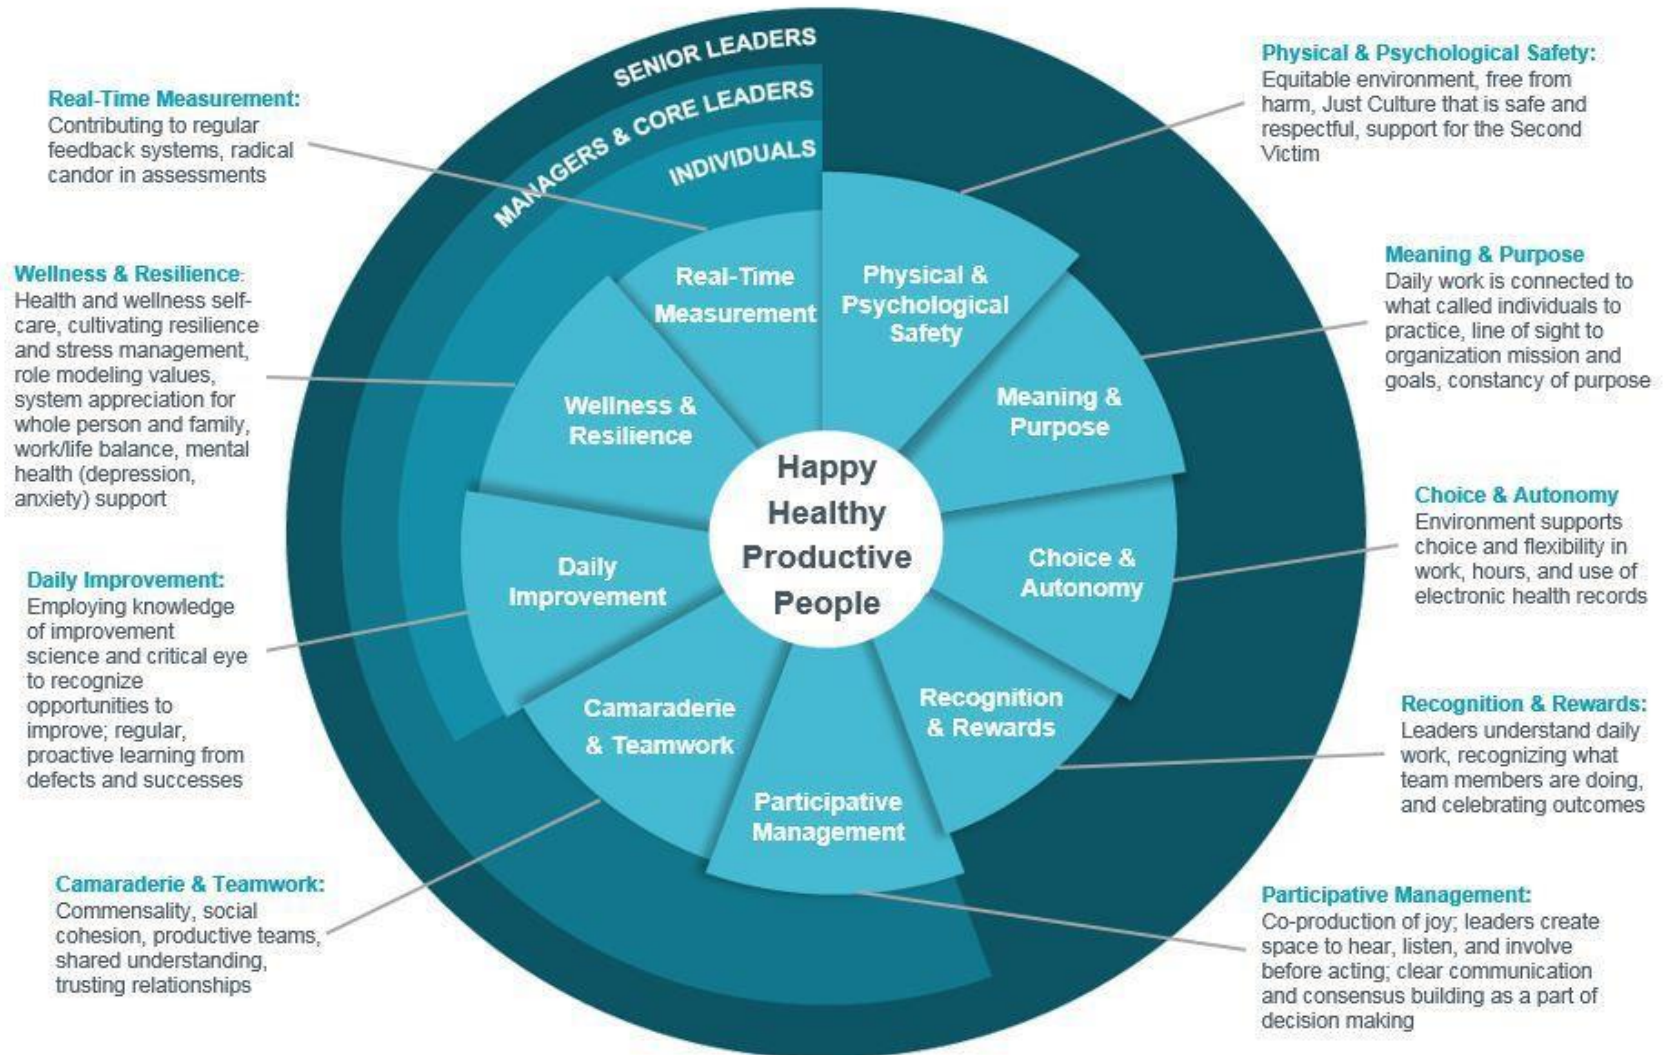 SENIOR LEADERS
MANAGERS & CORE LEADERS
INDIVIDUALS
Real-Time Measurement:
Contributing to regular
feedback systems, radical
candor in assessments
Wellness & Resilience:
Health and wellness self-
care, cultivating resilience
and stress management,
role modeling values,
system appreciation for
whole person and family,
work/life balance, mental
health (depression,
anxiety) support
Daily Improvement:
Employing knowledge
of improvement
science and critical eye
to recognize
opportunities to
improve; regular,
proactive learning from
defects and successes
Camaraderie & Teamwork:
Commensality, social
cohesion, productive teams,
shared understanding,
trusting relationships
Real-Time
Measurement
Physical &
Psychological
Safety
Wellness &
Resilience
Meaning &
Purpose
Happy
Healthy
Productive
People
Daily
Improvement
Choice &
Autonomy
Camaraderie
& Teamwork
Recognition
& Rewards
Participative
Management
Physical & Psychological Safety:
Equitable environment, free from
harm, Just Culture that is safe and
respectful, support for the Second
Victim
Meaning & Purpose
Daily work is connected to
what called individuals to
practice, line of sight to
organization mission and
goals, constancy of purpose
Choice & Autonomy
Environment supports
choice and flexibility in
work, hours, and use of
electronic health records
Recognition & Rewards:
Leaders understand daily
work, recognizing what
team members are doing,
and celebrating outcomes
Participative Management:
Co-production of joy; leaders create
space to hear, listen, and involve
before acting; clear communication
and consensus building as a part of
decision making